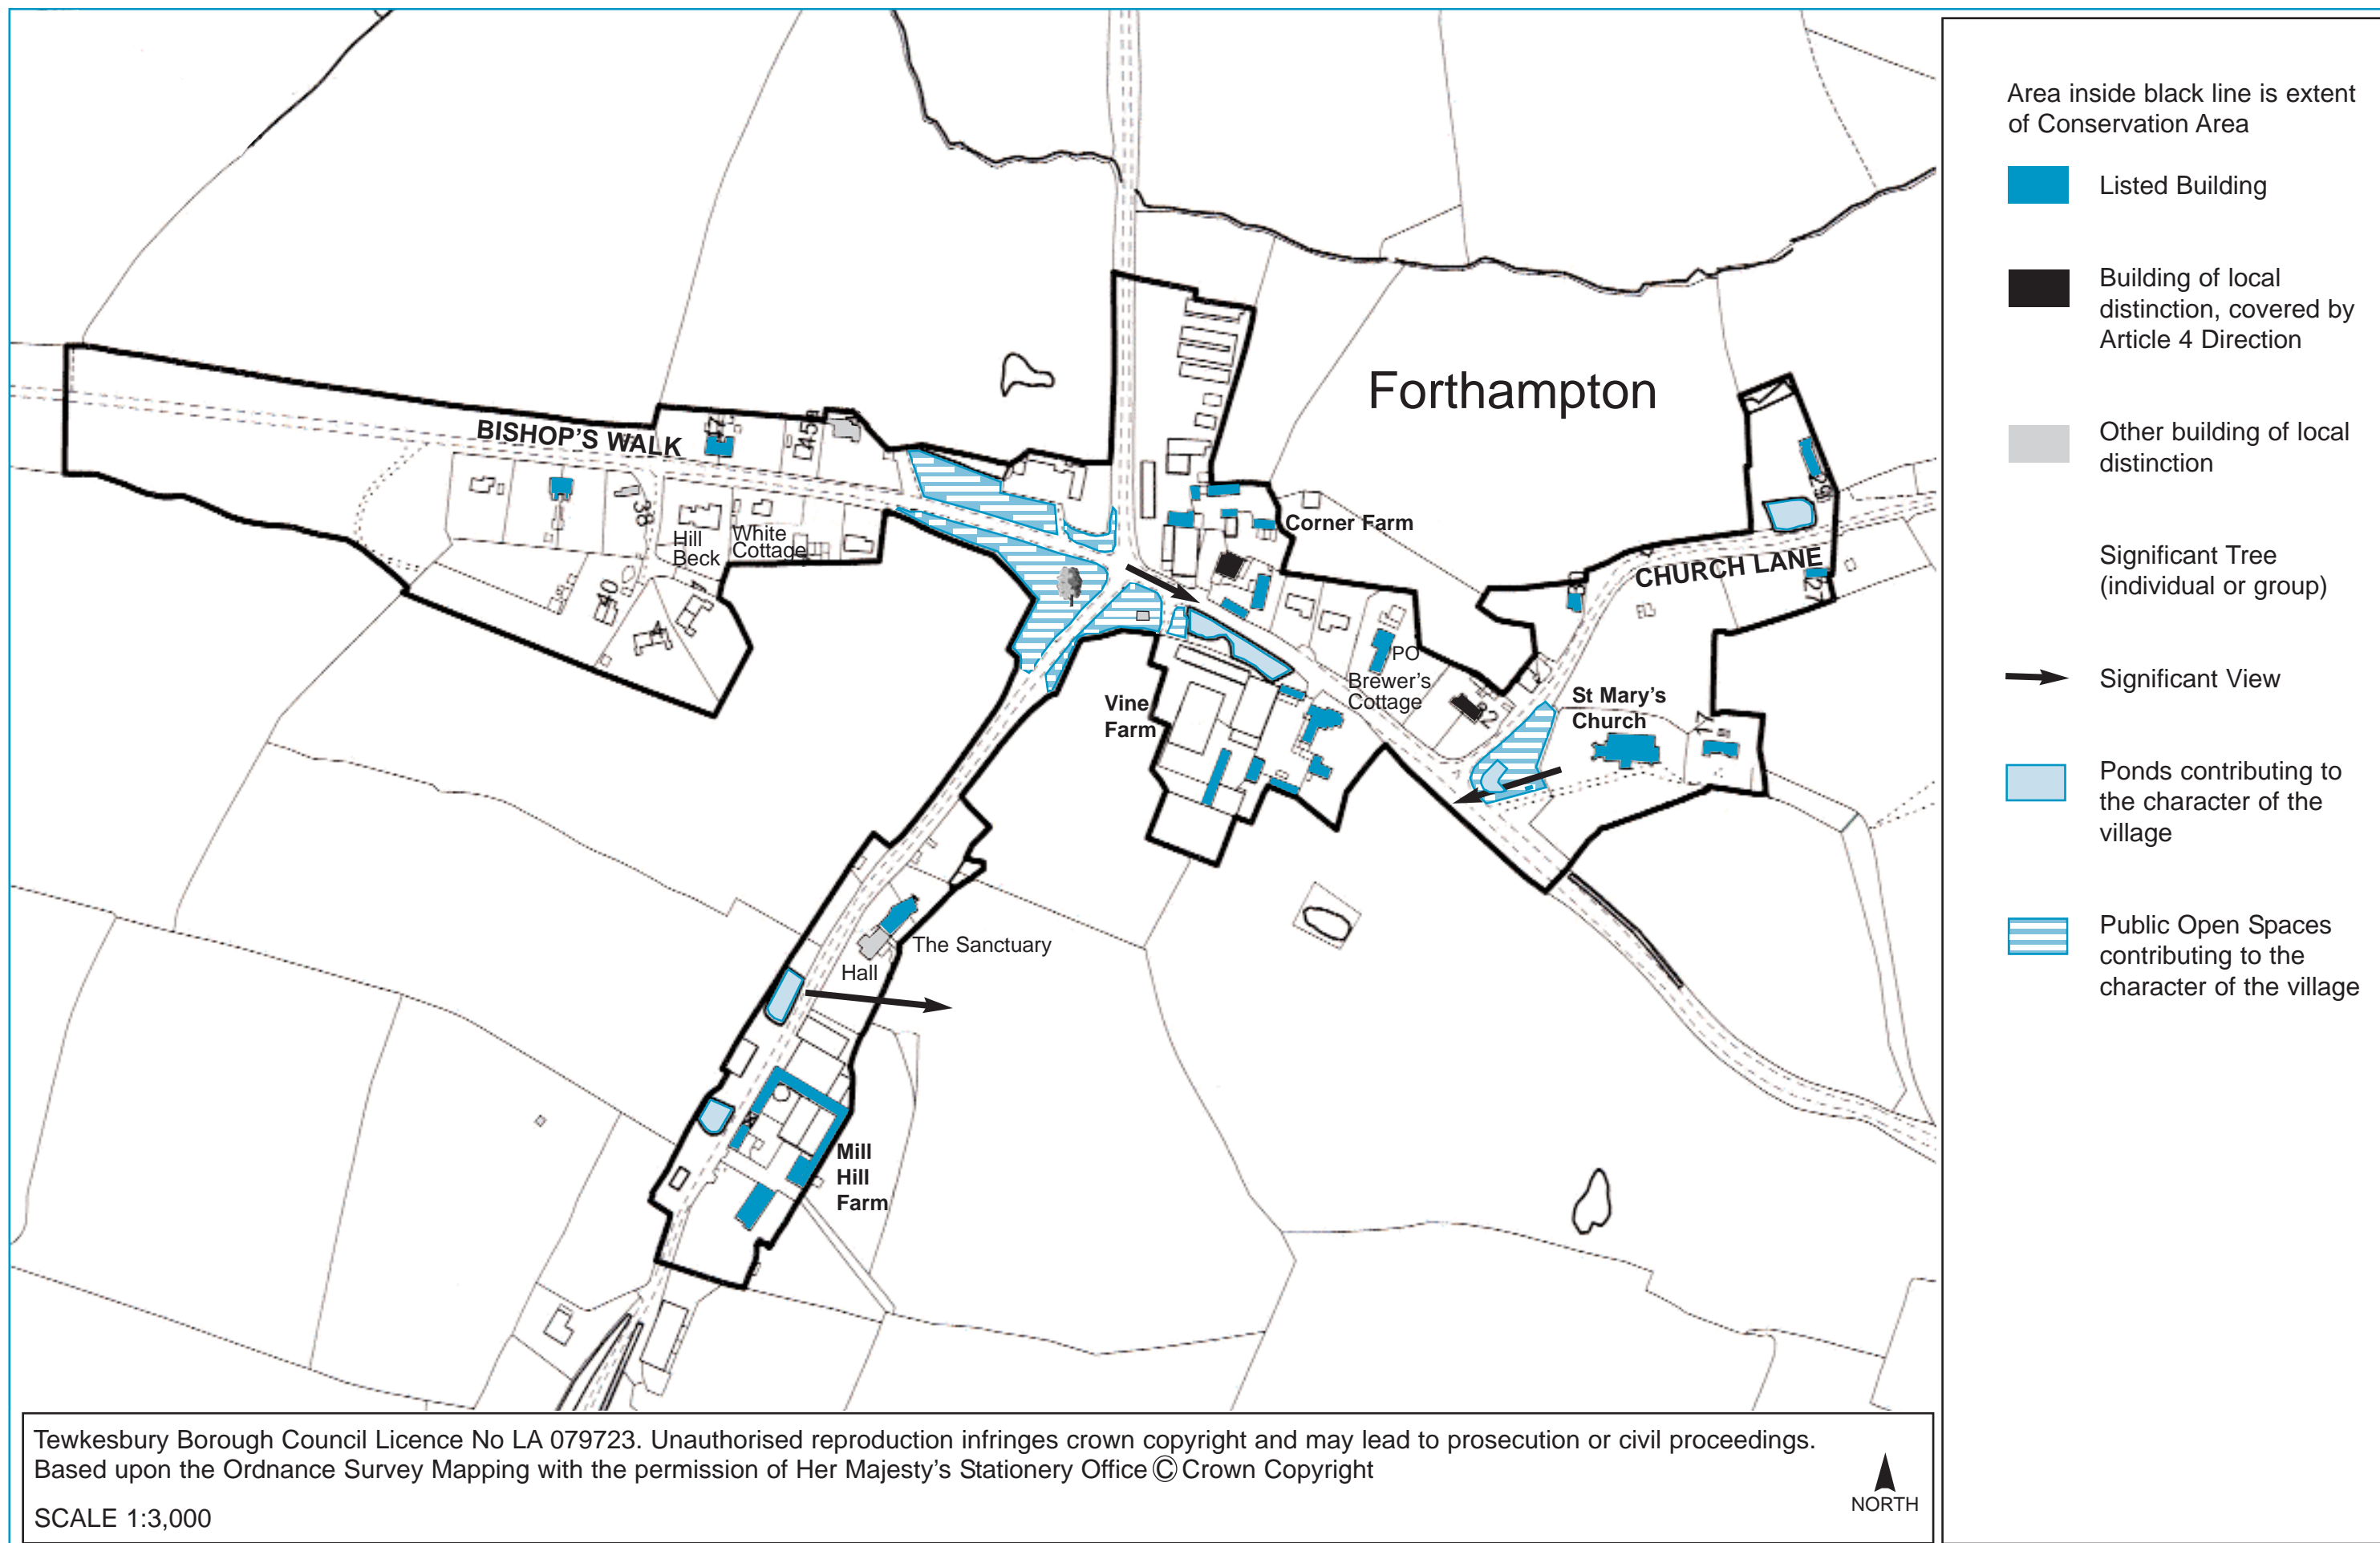 Forthampton
BISHOP'S WALK
45
38
Hill
Beck
White
Cottage
40
Corner Farm
CHURCH LANE
29
27
PO
Brewer's
Cottage
32
St Mary's
Church
Vine
Farm
The Sanctuary
Hall
Mill
Hill
Farm
Area inside black line is extent
of Conservation Area
Listed Building
Building of local
distinction, covered by
Article 4 Direction
Other building of local
distinction
Significant Tree
(individual or group)
Significant View
Ponds contributing to
the character of the
village
Public Open Spaces
contributing to the
character of the village
Tewkesbury Borough Council Licence No LA 079723. Unauthorised reproduction infringes crown copyright and may lead to prosecution or civil proceedings.
Based upon the Ordnance Survey Mapping with the permission of Her Majesty's Stationery Office © Crown Copyright
SCALE 1:3,000
NORTH